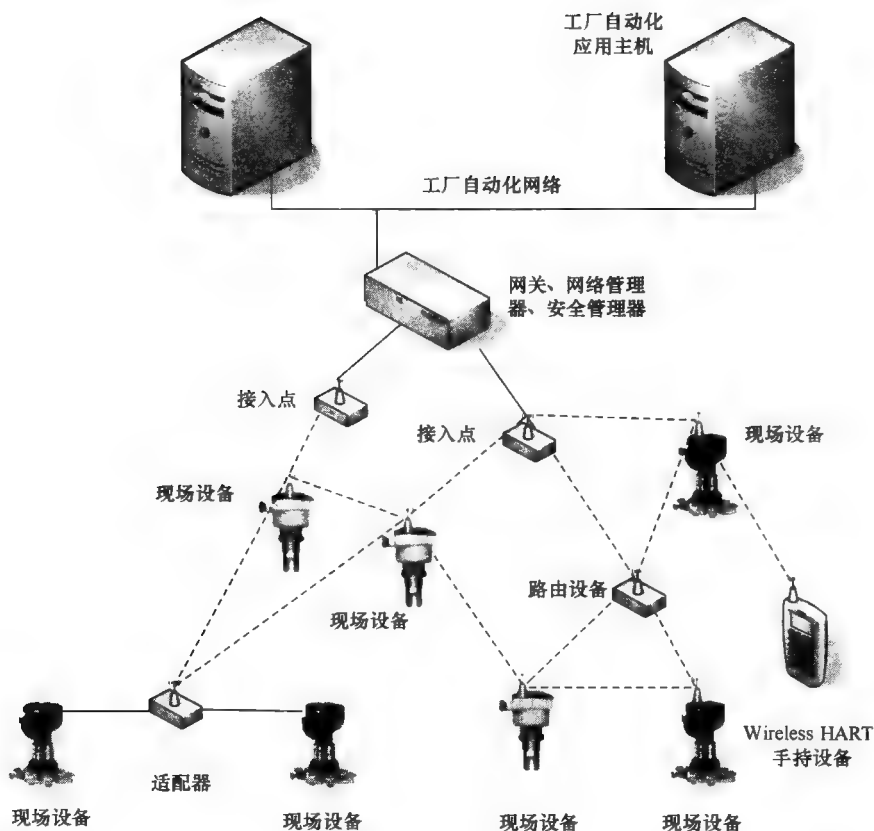 工厂自动化
应用主机
工厂自动化网络
网关、网络管理
器、安全管理器
接入点
接入点
现场设备
现场设备
现场设备
路由设备
Wireless HART
手持设备
适配器
现场设备
现场设备
现场设备
现场设备